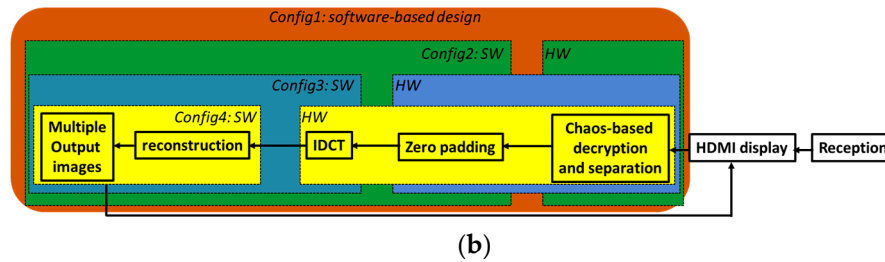 Config1: software-based design
Config2: SW
HW
Config3: SW
HW
Config4: SW
HW
Multiple
Output
images
reconstruction
IDCT
Zero padding
Chaos-based
decryption
and separation
HDMI display
Reception
(b)